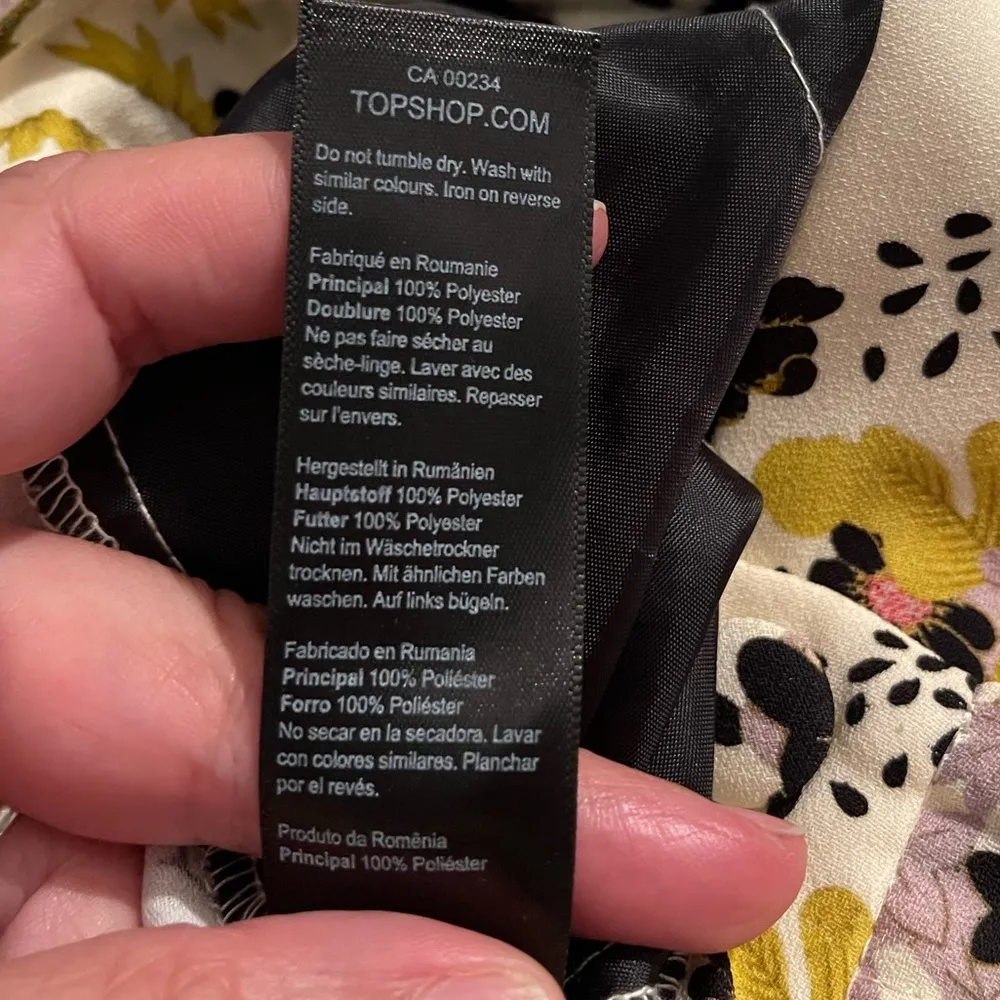 CA 00234
TOPSHOP.COM
Do not tumble dry. Wash with
similar colours. Iron on reverse
side.
Fabriqué en Roumanie
Principal 100% Polyester
Doublure 100% Polyester
Ne pas faire sécher au
sèche-linge. Laver avec des
couleurs similaires. Repasser
sur l'envers.
Hergestellt in Rumänien
Hauptstoff 100% Polyester
Futter 100% Polyester
Nicht im Wäschetrockner
trocknen. Mit ähnlichen Farben
waschen. Auf links bügeln.
Fabricado en Rumania
Principal 100% Poliéster
Forro 100% Poliéster
No secar en la secadora. Lavar
con colores similares. Planchar
por el revés.
Produto da Romênia
Principal 100% Poliéster